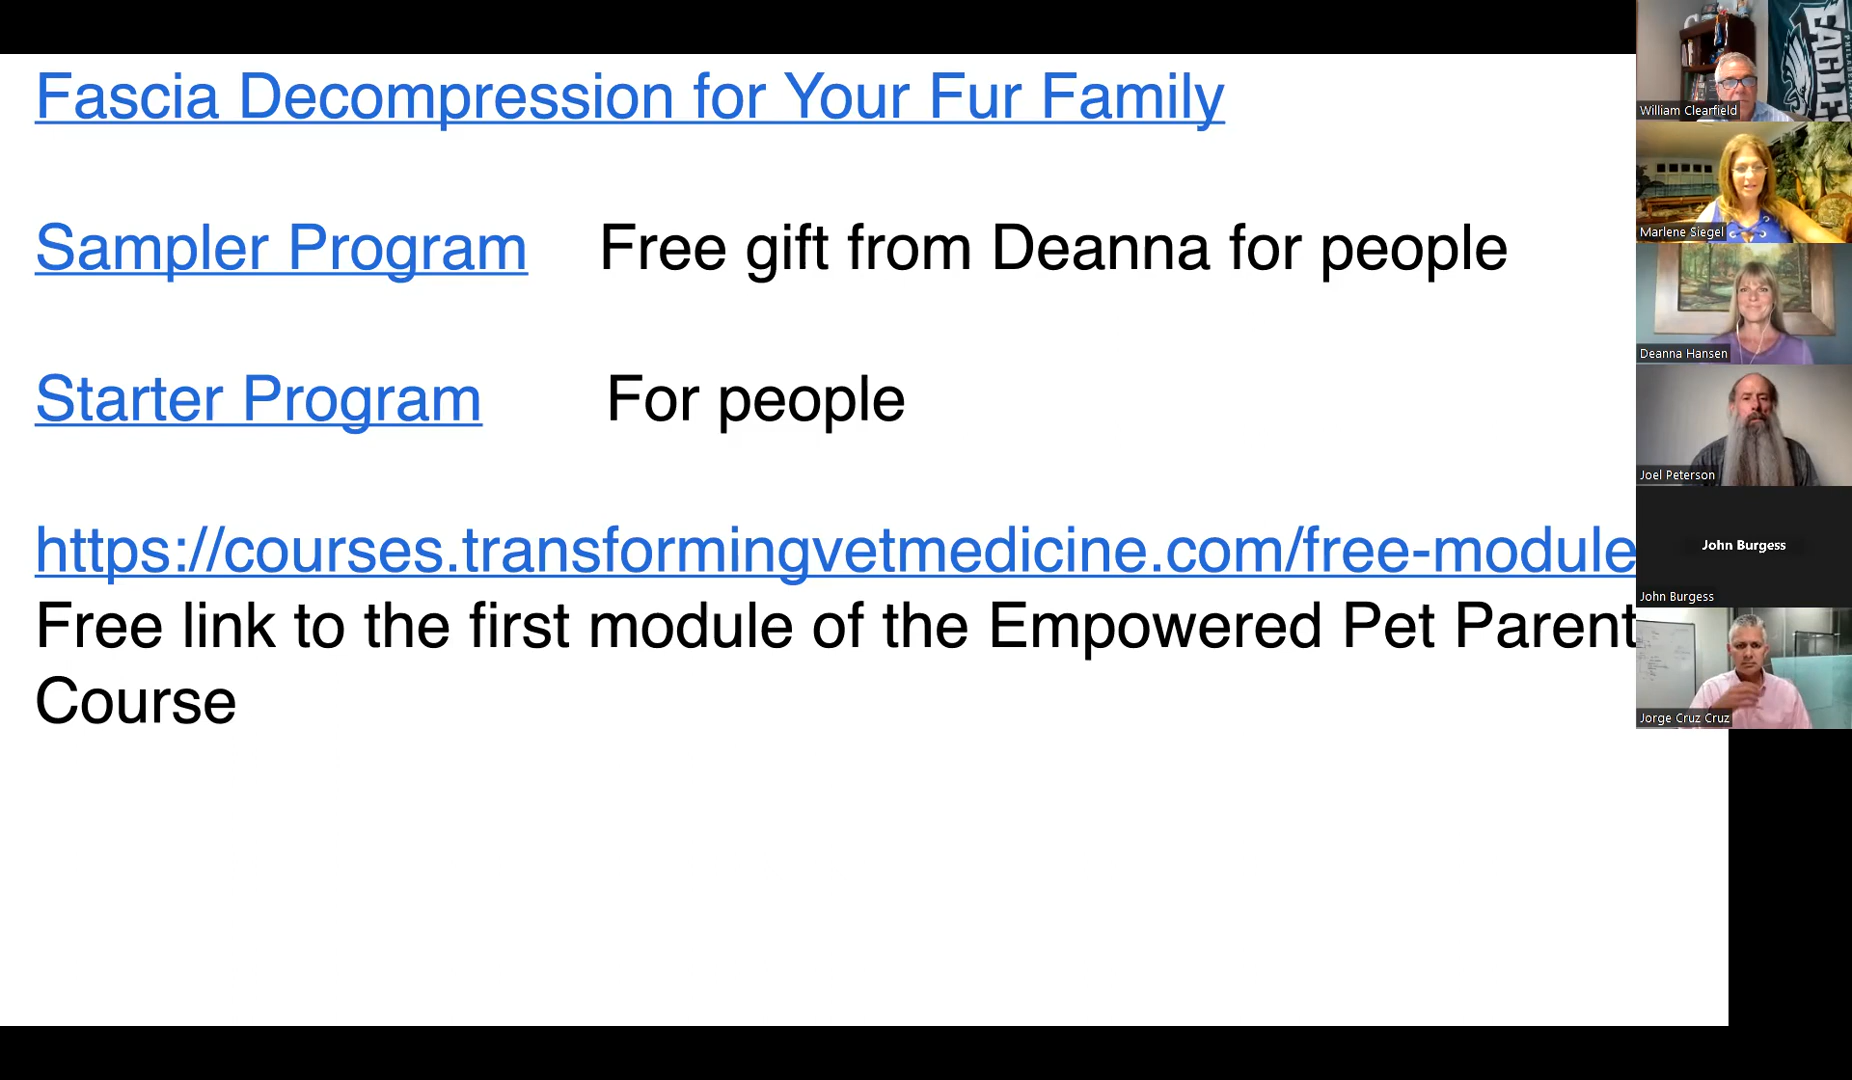 Fascia Decompression for Your Fur Family
Sampler Program Free gift from Deanna for people
Starter Program For people
https://courses.transformingvetmedicine.com/free-module
Free link to the first module of the Empowered Pet Parent
Course
EAGLES
William Clearfield
Marlene Siegel
Deanna Hansen
Joel Peterson
John Burgess
John Burgess
Jorge Cruz Cruz